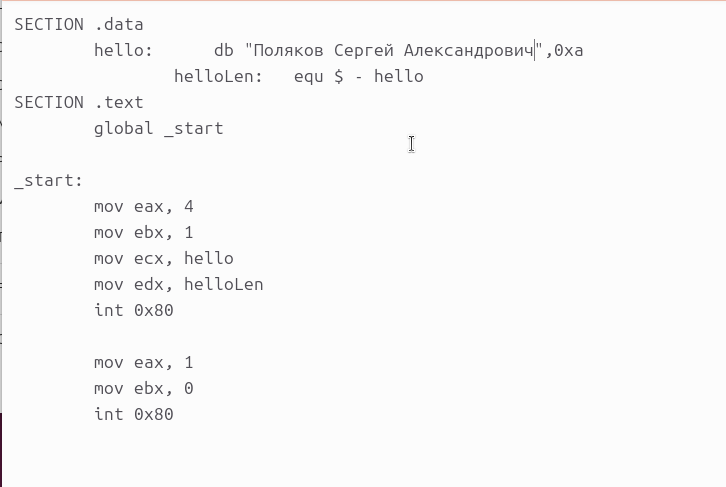 SECTION .data
hello: db "Поляков Сергей Александрович",0xa
helloLen: equ $ - hello
SECTION .text
global _start
_start:
mov eax, 4
mov ebx, 1
mov ecx, hello
mov edx, helloLen
int 0x80
mov eax, 1
mov ebx, 0
int 0x80